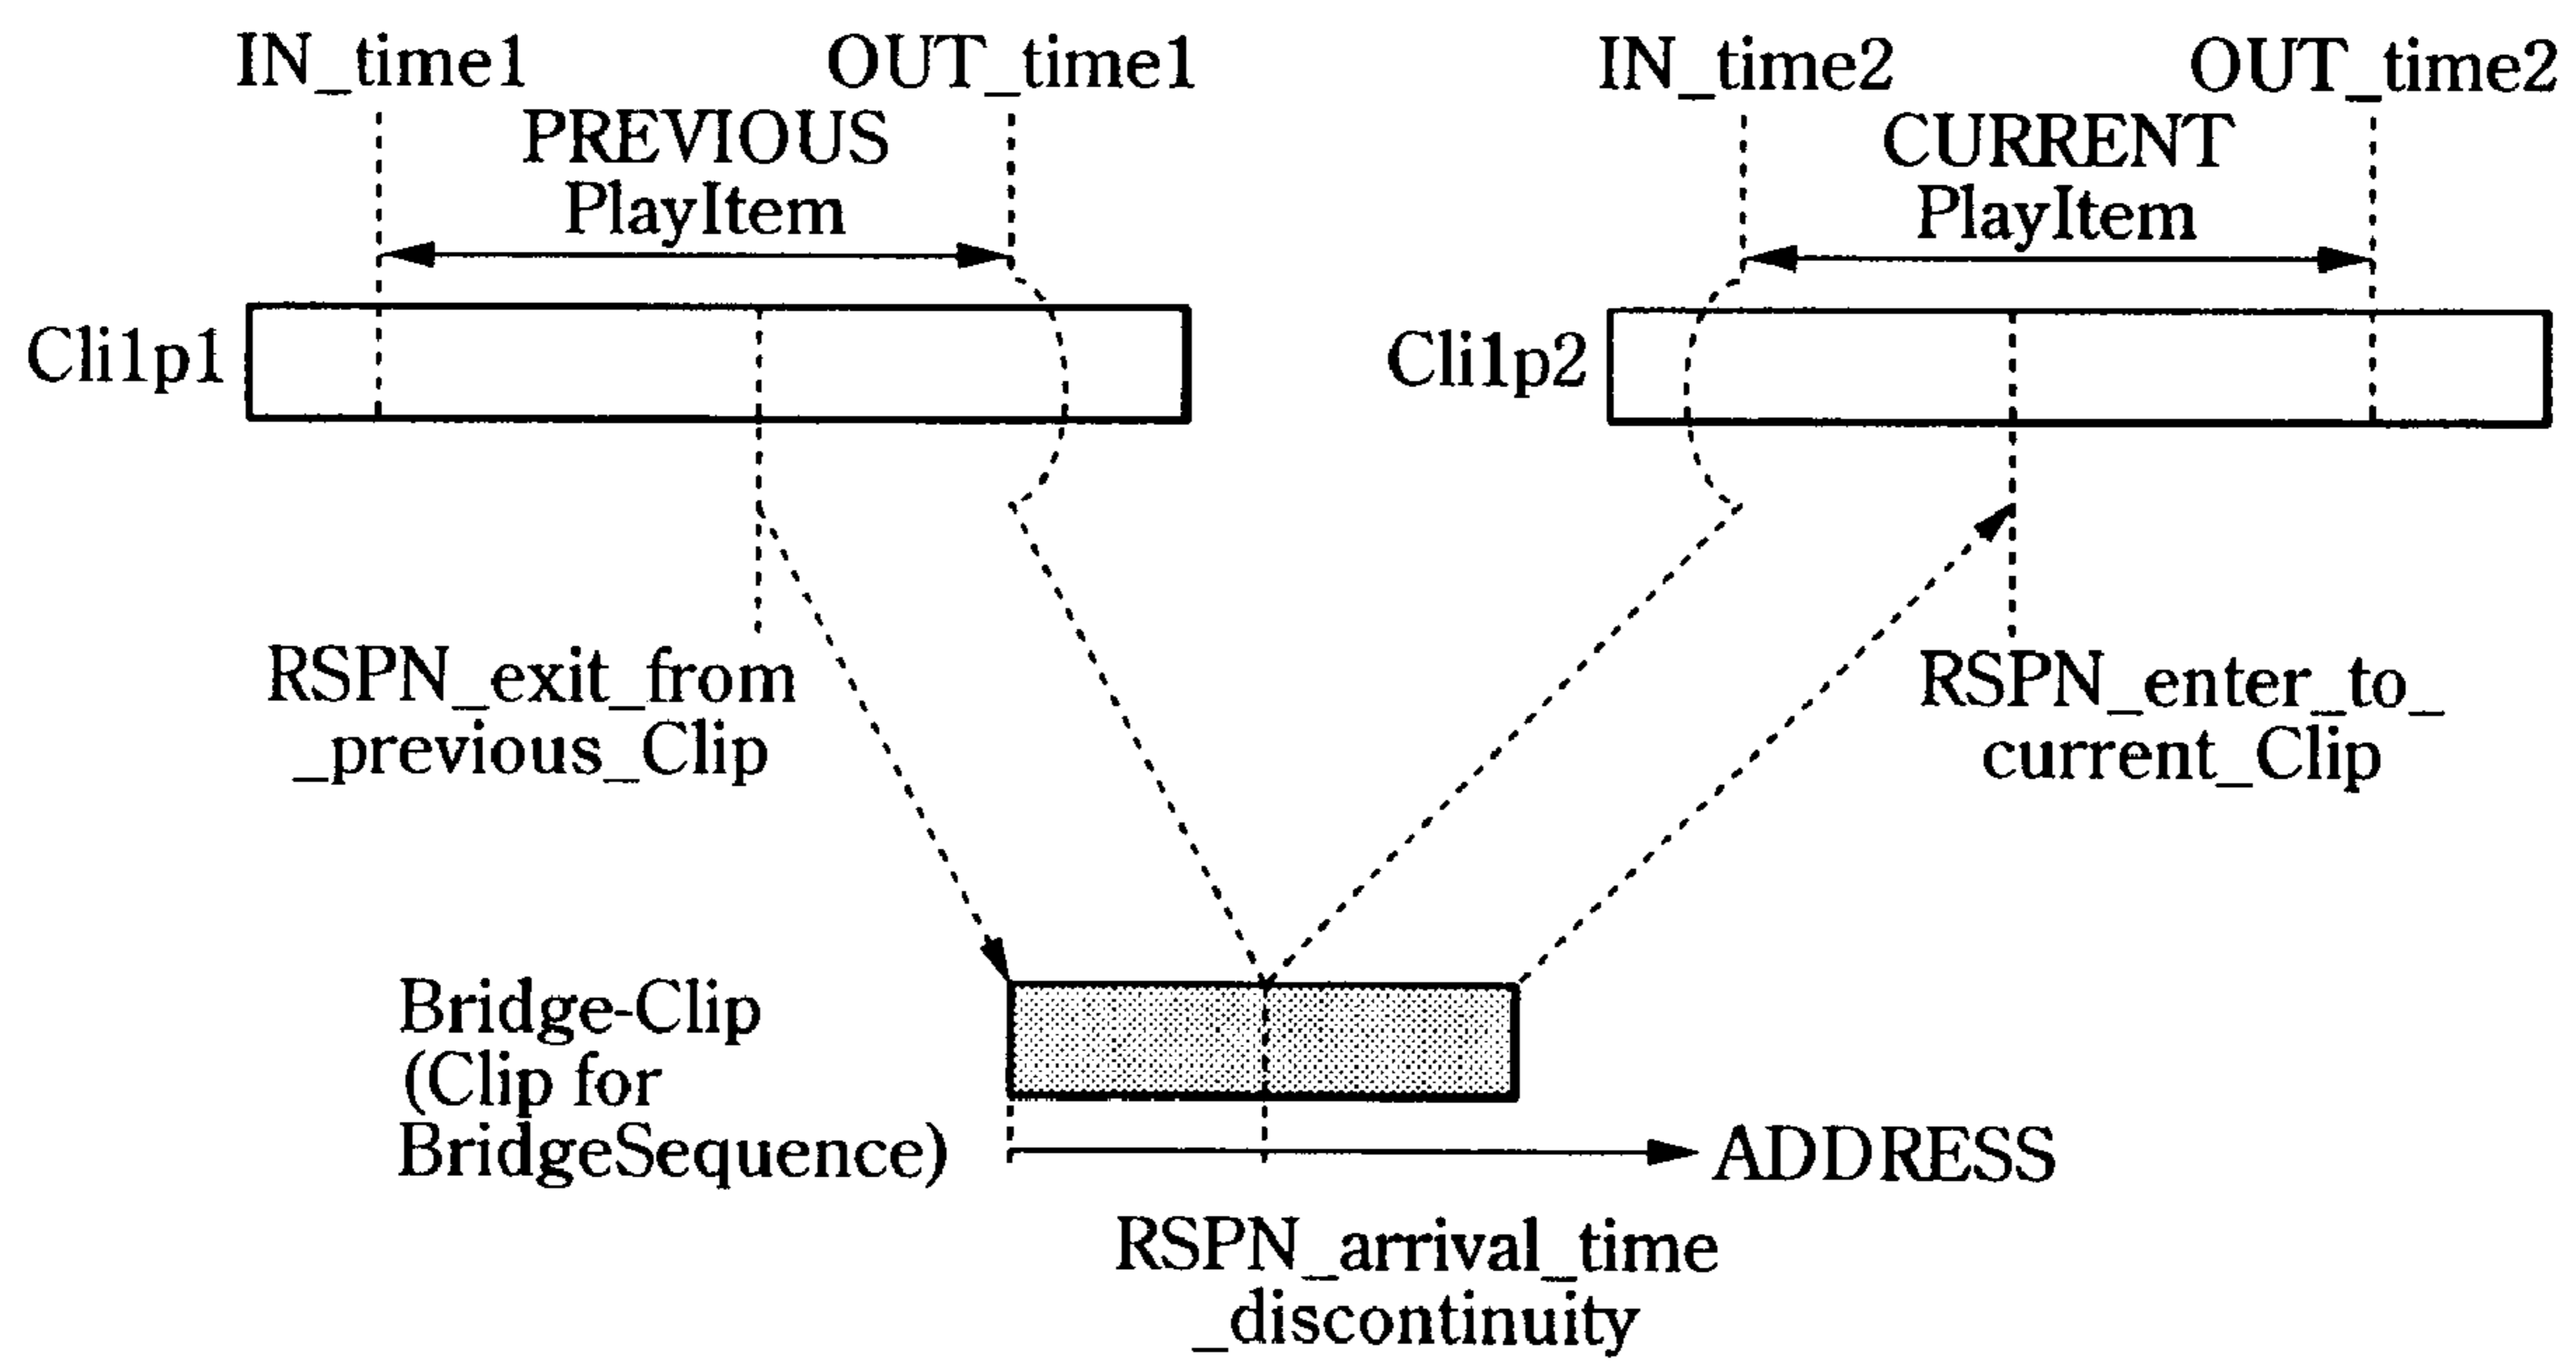 IN_time1
OUT_time1
IN_time2
OUT_time2
PREVIOUS
PlayItem
CURRENT
PlayItem
Cli1p1
Cli1p2
RSPN_exit_from
_previous_Clip
RSPN_enter_to_
current_Clip
Bridge-Clip
(Clip for
BridgeSequence)
ADDRESS
RSPN_arrival_time
_discontinuity